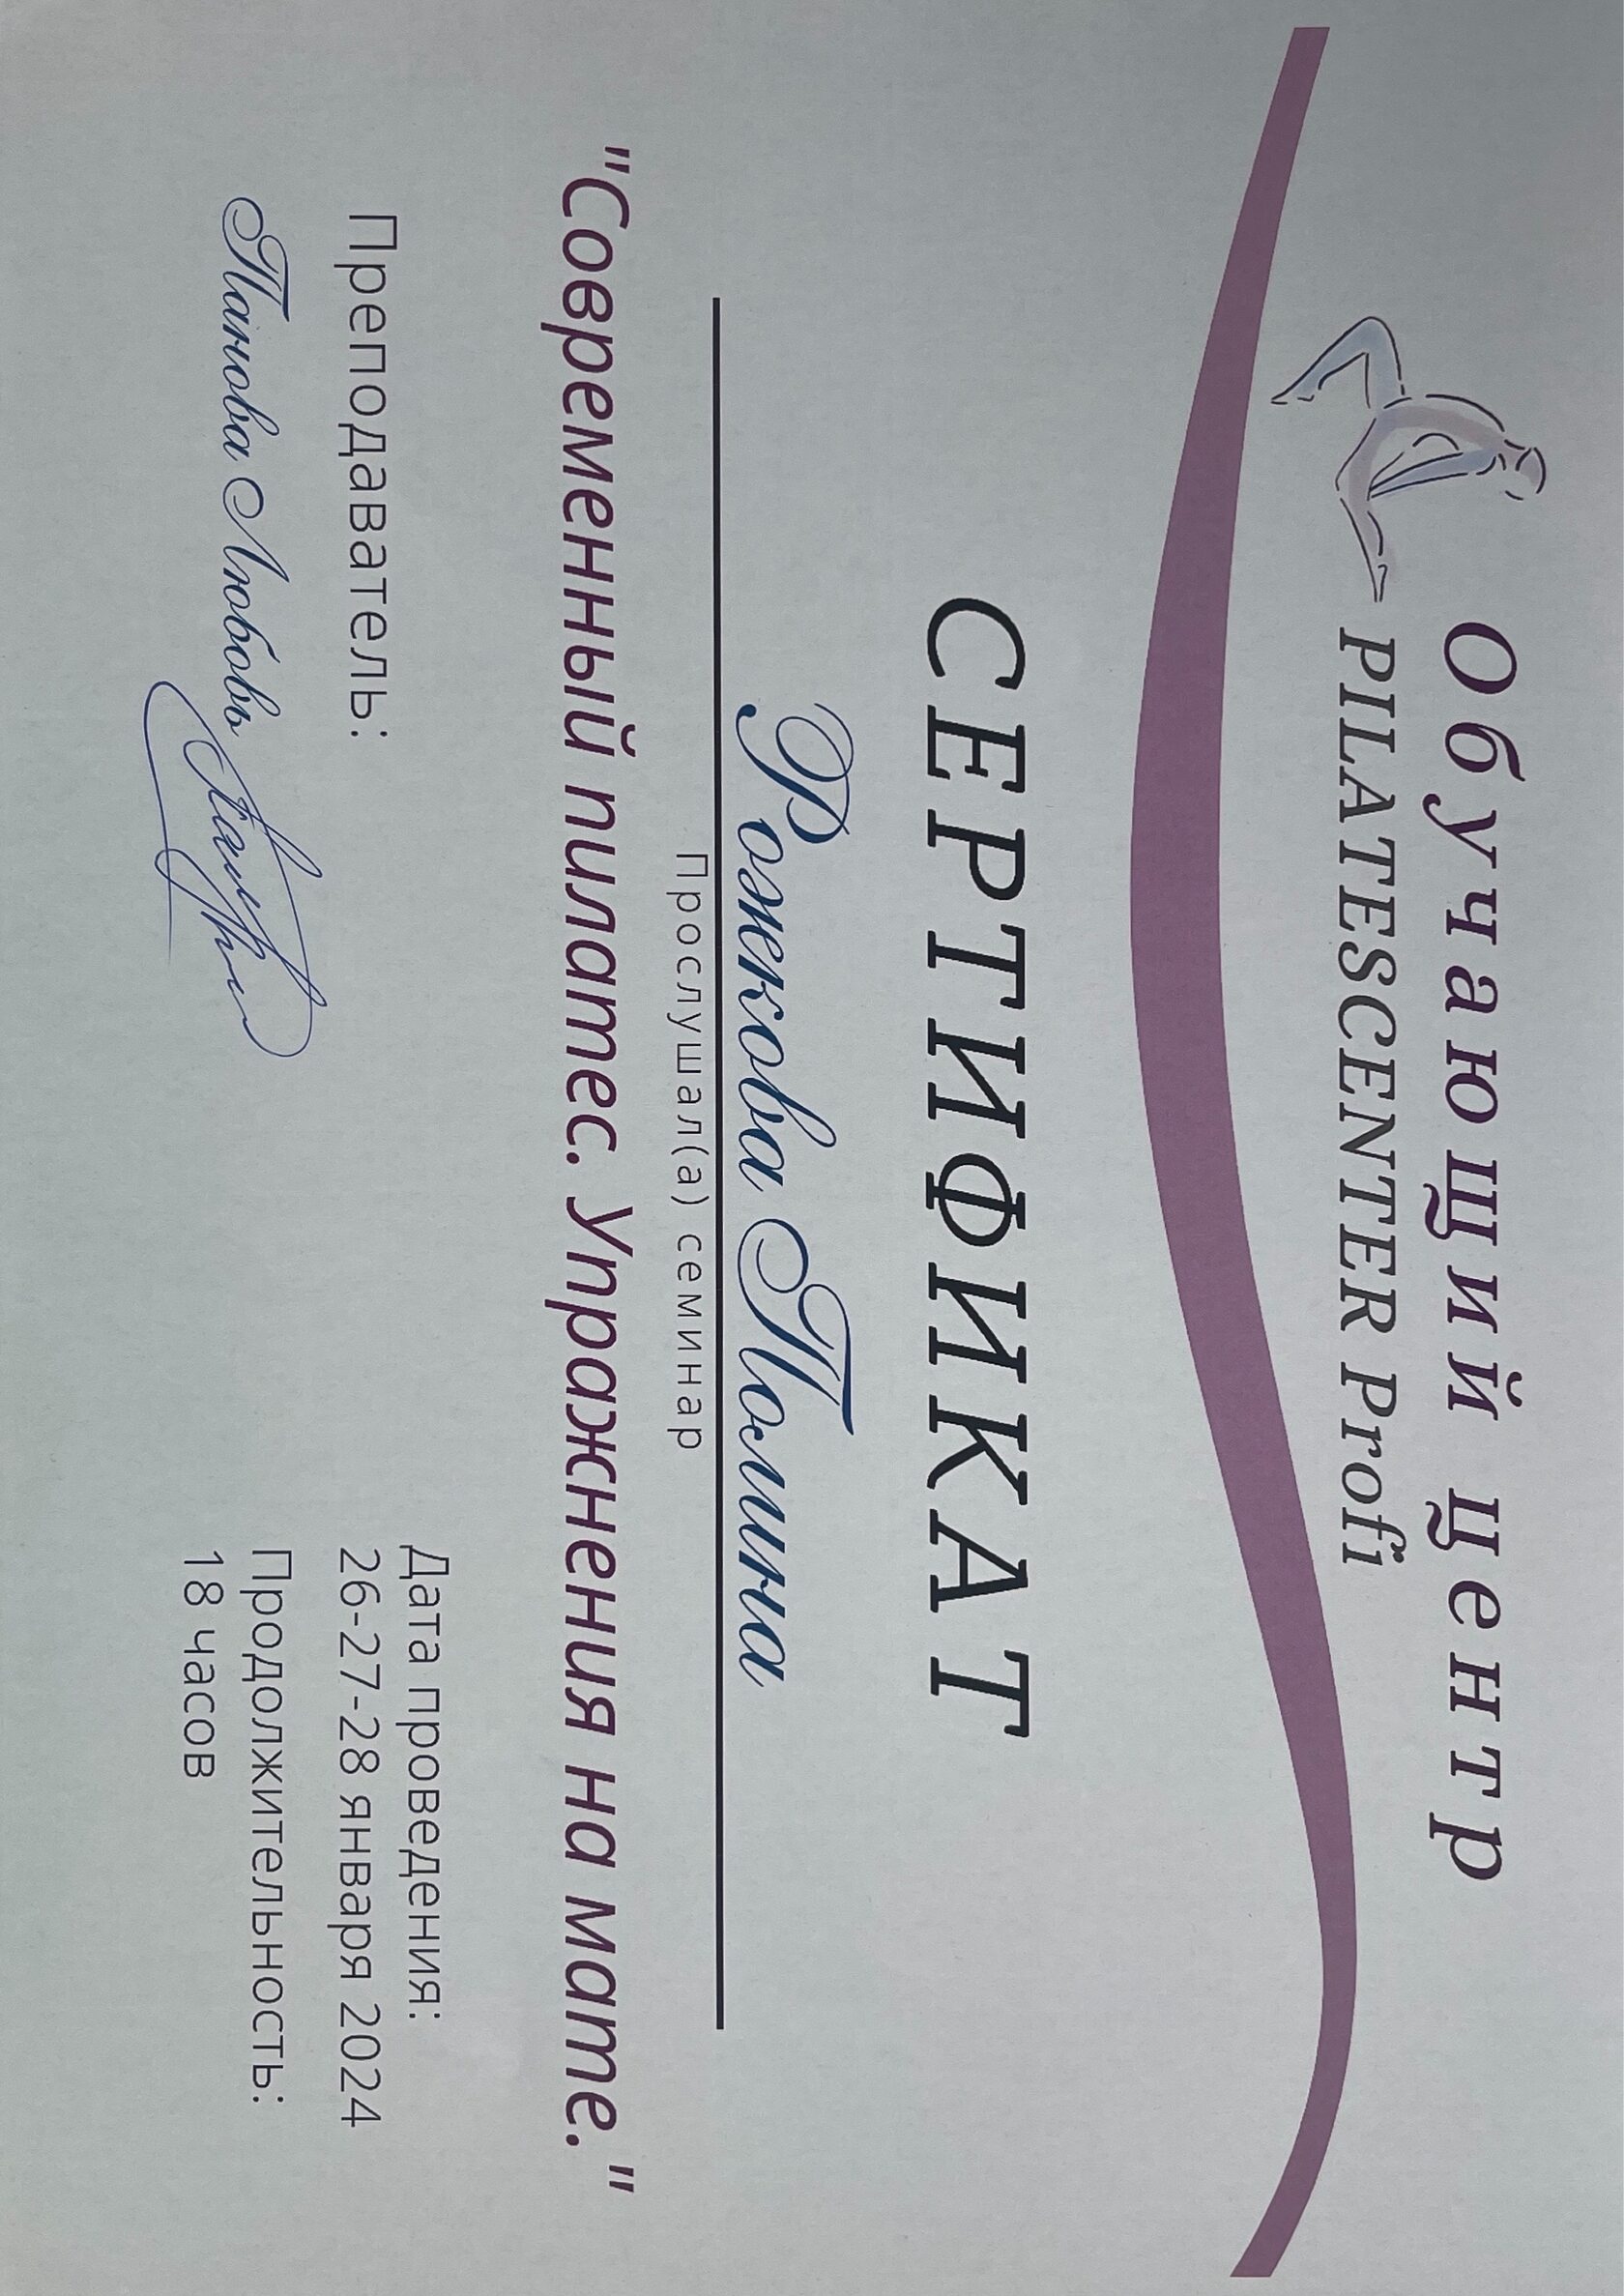 Обучающий центр
PILATESCENTER Profi
СЕРТИФИКАТ
Рожкова Полина
Прослушал(а) семинар
"Современный пилатес. Упражнения на мате."
Преподаватель:
Панова Любовь
Дата проведения:
26-27-28 января 2024
Продолжительность:
18 часов